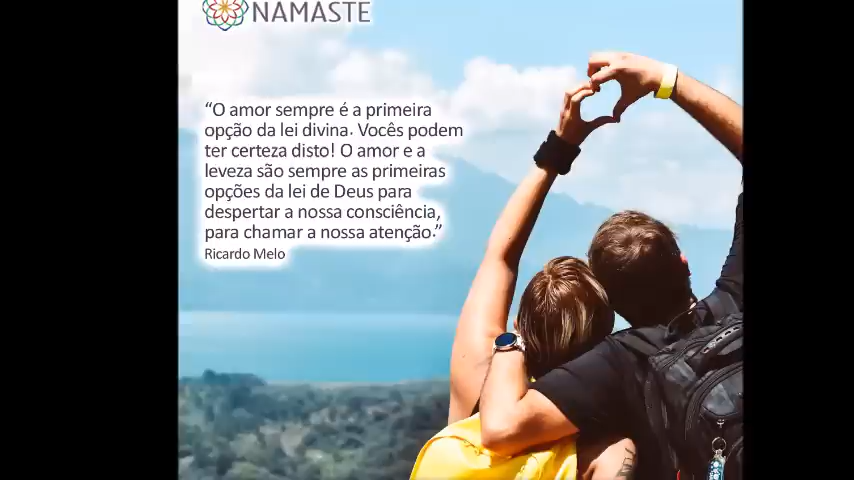 NAMASTE
“O amor sempre é a primeira
opção da lei divina. Vocês podem
ter certeza disto! O amor e a
leveza são sempre as primeiras
opções da lei de Deus para
despertar a nossa consciência,
para chamar a nossa atenção.”
Ricardo Melo